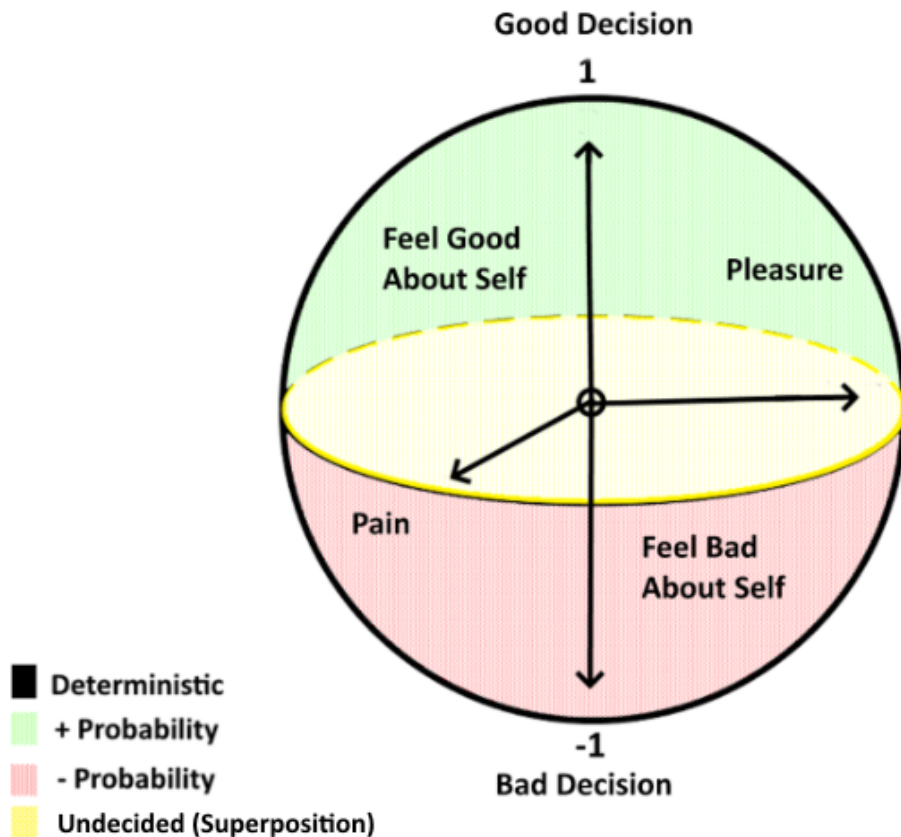 Good Decision
1
Feel Good
About Self
Pleasure
Pain
Feel Bad
About Self
-1
Bad Decision
Deterministic
+ Probability
- Probability
Undecided (Superposition)